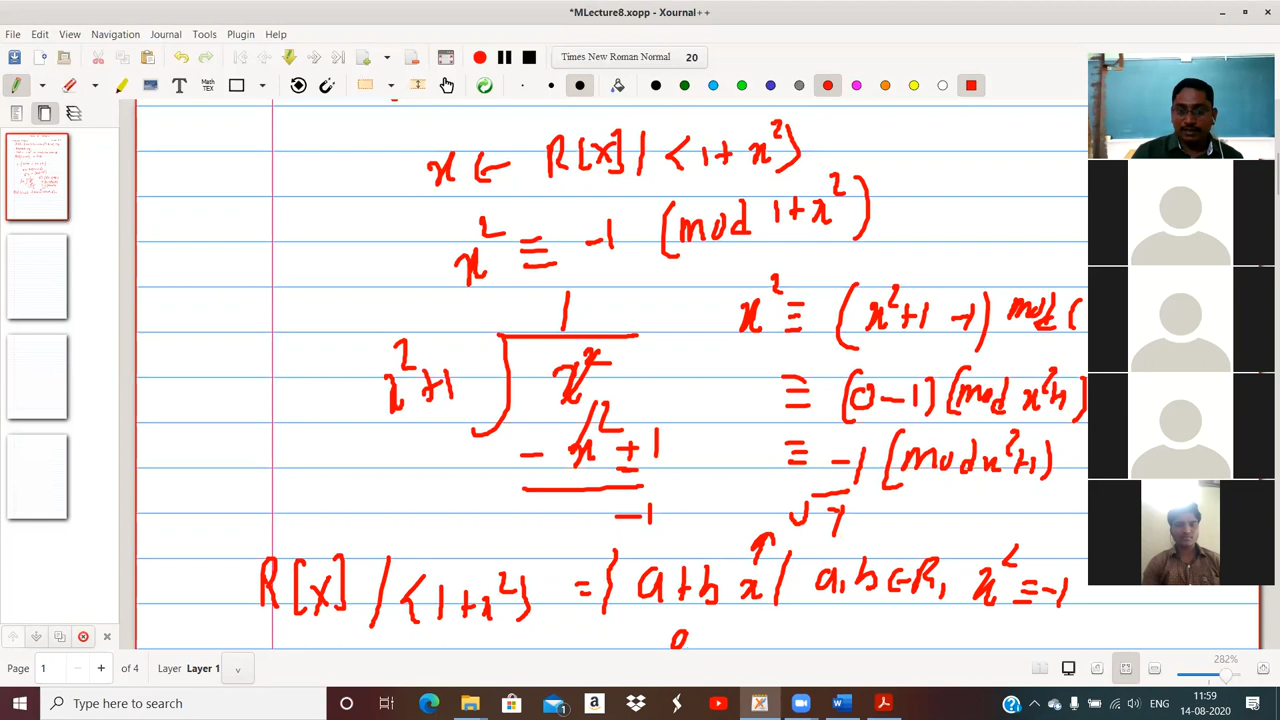 *MLecture8.xopp - Xournal++
File Edit View Navigation Journal Tools Plugin Help
Times New Roman Normal 20
x ← R[X] / <1+x²>
x² ≡ -1 (mod 1+x²)
1
x²+1
x²
- x² + 1
-1
x² ≡ (x²+1 -1) mod (
≡ (0-1) (mod x²+1)
≡ -1 (mod x²+1)
R[X] / <1+x²> = { a+b x / a,b ∈ R, x² ≡ -1
Page 1 of 4 Layer Layer 1 282%
Type here to search
ENG 11:59
14-08-2020